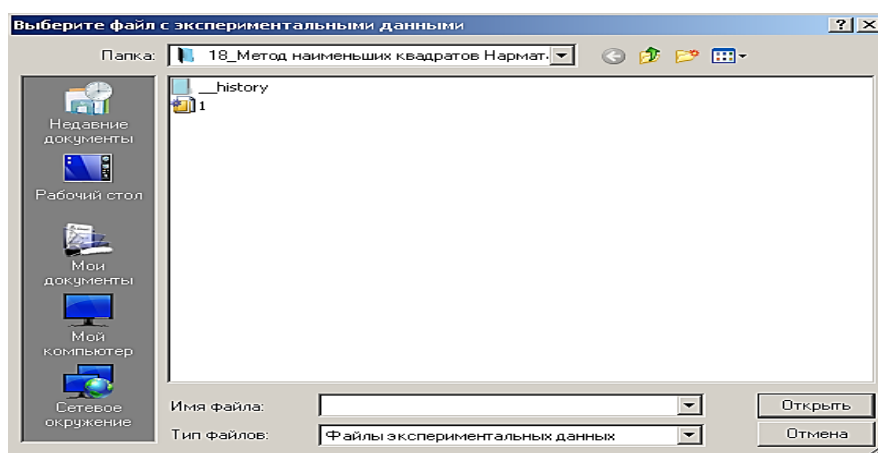 Выберите файл с экспериментальными данными
Папка: 18_Метод наименьших квадратов Нармат.
__history
1
Недавние
документы
Рабочий стол
Мои
документы
Мой
компьютер
Сетевое
окружение
Имя файла:
Открыть
Тип файлов: Файлы экспериментальных данных
Отмена